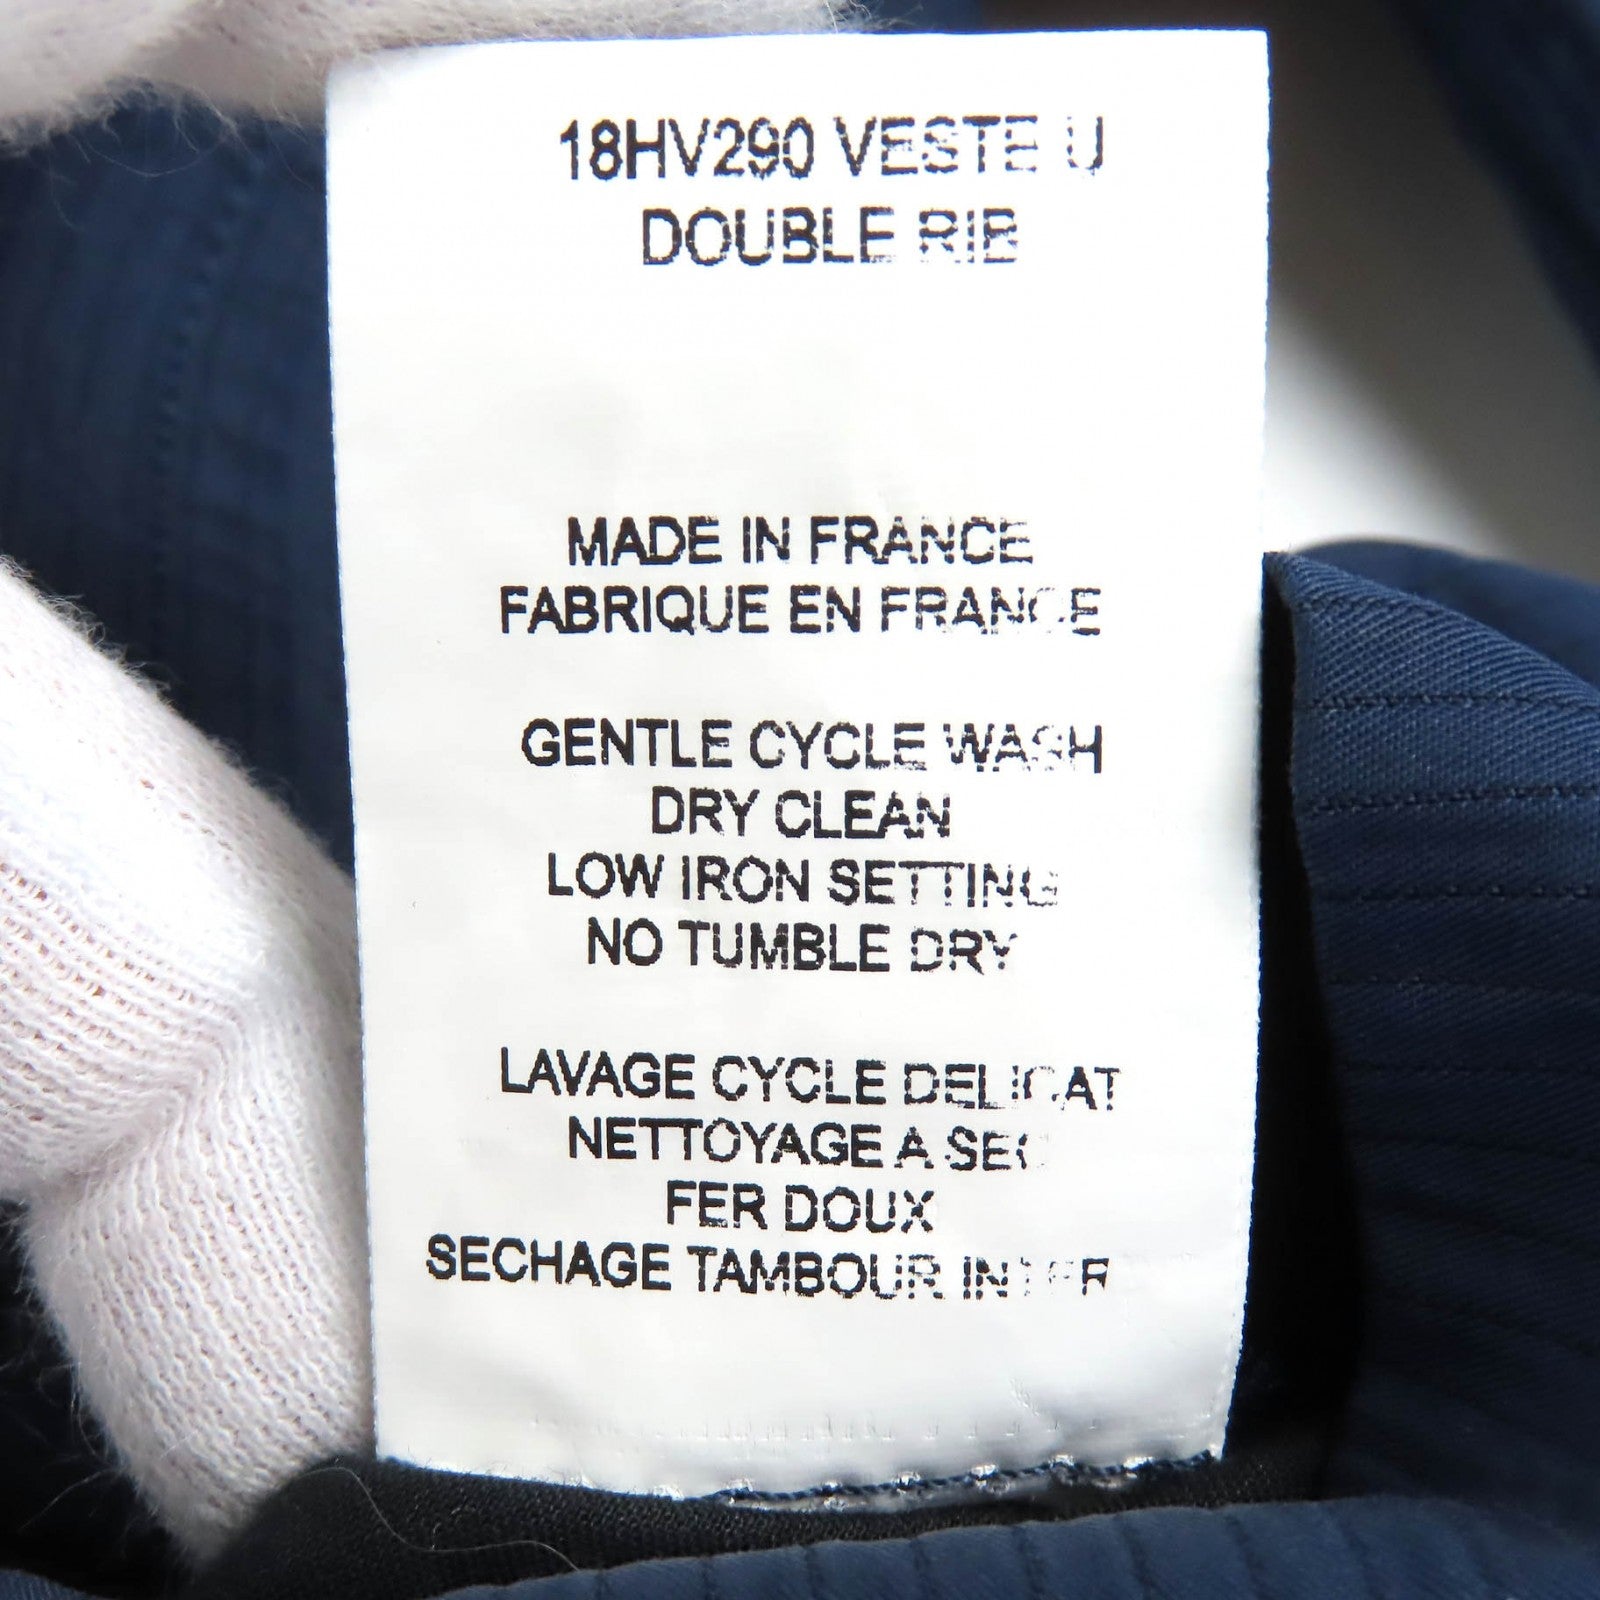 18HV290 VESTE U
DOUBLE RIB
MADE IN FRANCE
FABRIQUE EN FRANCE
GENTLE CYCLE WASH
DRY CLEAN
LOW IRON SETTING
NO TUMBLE DRY
LAVAGE CYCLE DELICAT
NETTOYAGE A SEC
FER DOUX
SECHAGE TAMBOUR INTER